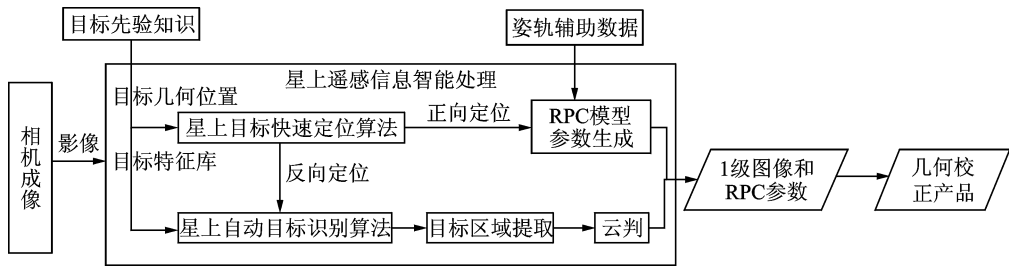 目标先验知识
姿轨辅助数据
星上遥感信息智能处理
目标几何位置
正向定位
RPC模型
参数生成
星上目标快速定位算法
相机成像
影像
目标特征库
反向定位
1级图像和
RPC参数
几何校
正产品
星上自动目标识别算法
目标区域提取
云判